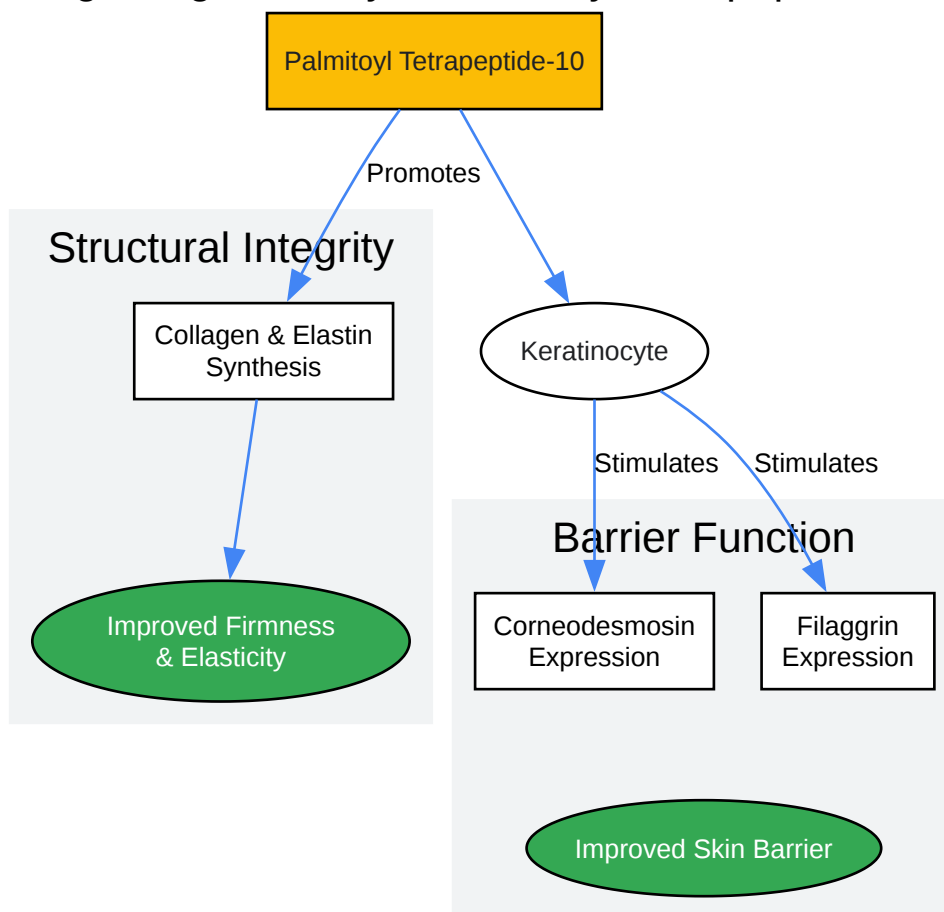 Palmitoyl Tetrapeptide-10
Promotes
Structural Integrity
Collagen & Elastin
Synthesis
Keratinocyte
Stimulates
Stimulates
Barrier Function
Corneodesmosin
Expression
Filaggrin
Expression
Improved Firmness
& Elasticity
Improved Skin Barrier